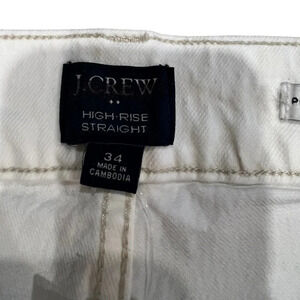 J.CREW
HIGH-RISE
STRAIGHT
34
MADE IN
CAMBODIA
P